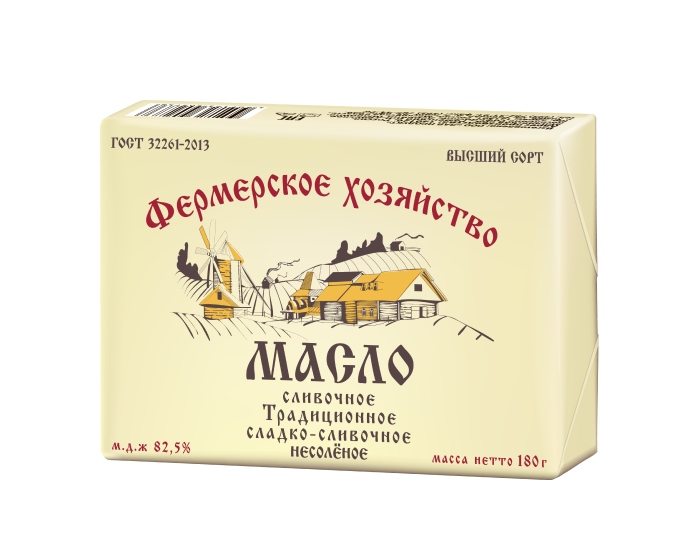 ГОСТ 32261-2013
ВЫСШИЙ СОРТ
Фермерское хозяйство
МАСЛО
сливочное
Традиционное
сладко-сливочное
несолёное
м.д.ж 82,5%
масса нетто 180г